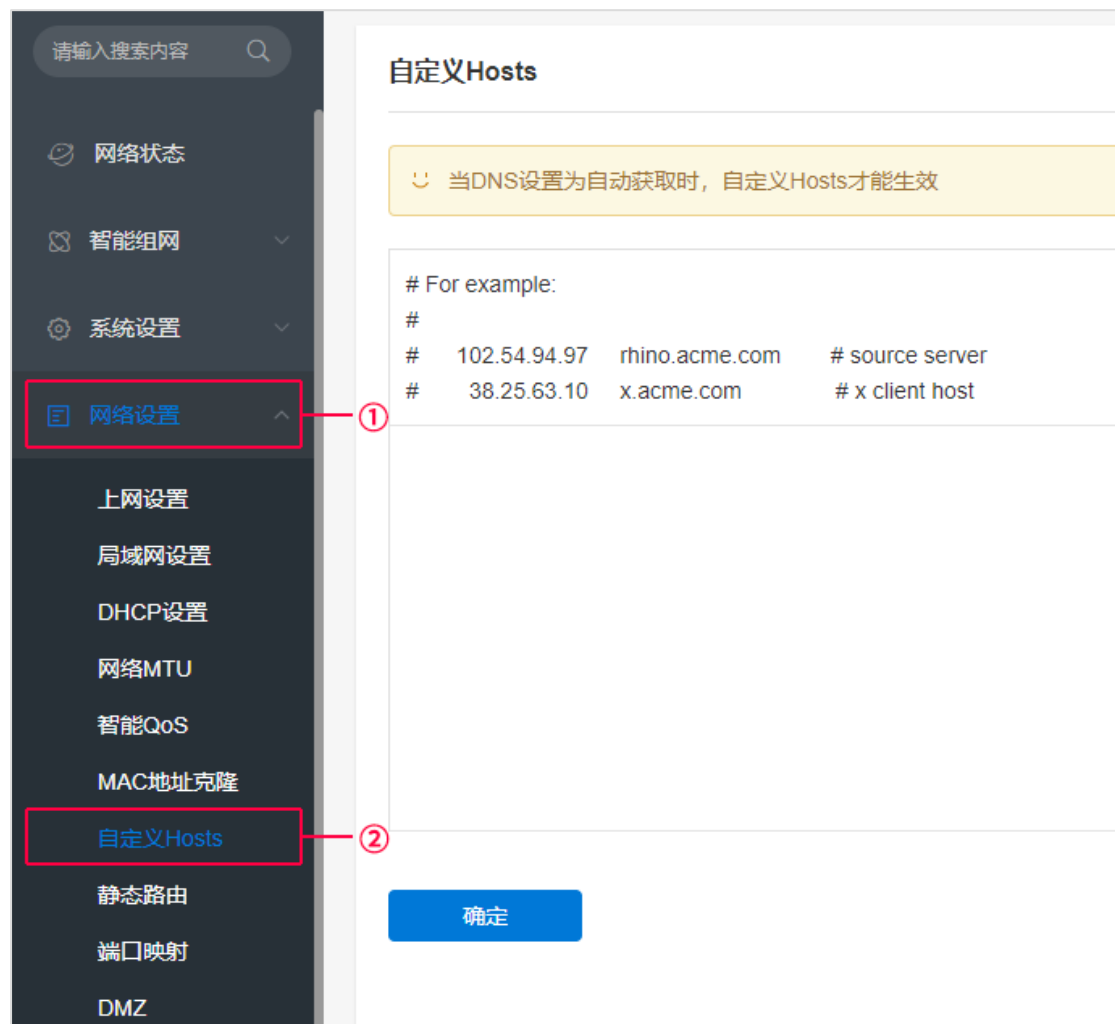 请输入搜索内容
网络状态
智能组网
系统设置
网络设置
①
上网设置
局域网设置
DHCP设置
网络MTU
智能QoS
MAC地址克隆
自定义Hosts
②
静态路由
端口映射
DMZ
自定义Hosts
当DNS设置为自动获取时，自定义Hosts才能生效
# For example:
#
# 102.54.94.97 rhino.acme.com # source server
# 38.25.63.10 x.acme.com # x client host
确定